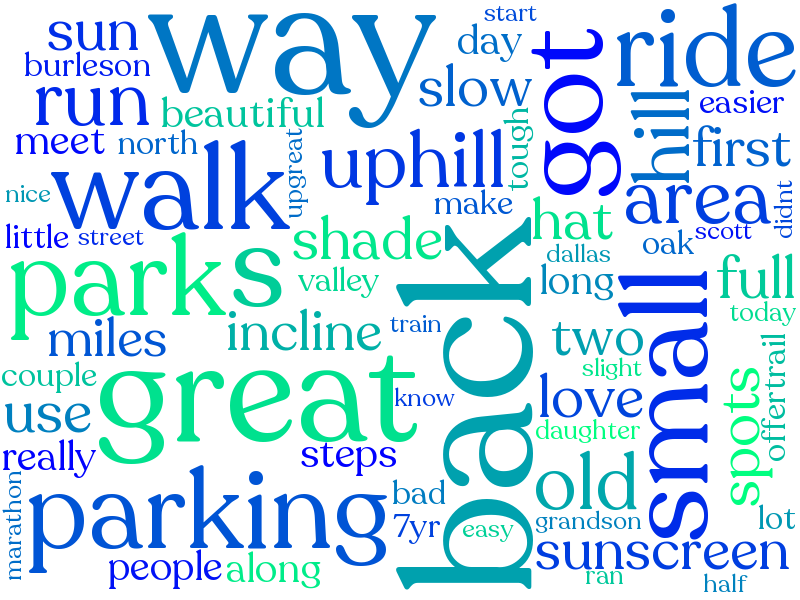 start
sun
way
day
ride
burleson
slow
got
easier
run
beautiful
hill
meet
north
tough
first
upgreat
uphill
nice
walk
make
area
didnt
little
street
shade
hat
oak
scott
parks
valley
back
dallas
long
full
miles
incline
train
small
today
two
couple
great
slight
offertrail
use
know
love
spots
really
steps
daughter
marathon
parking
bad
old
7yr
easy
grandson
lot
people
along
sunscreen
ran
half